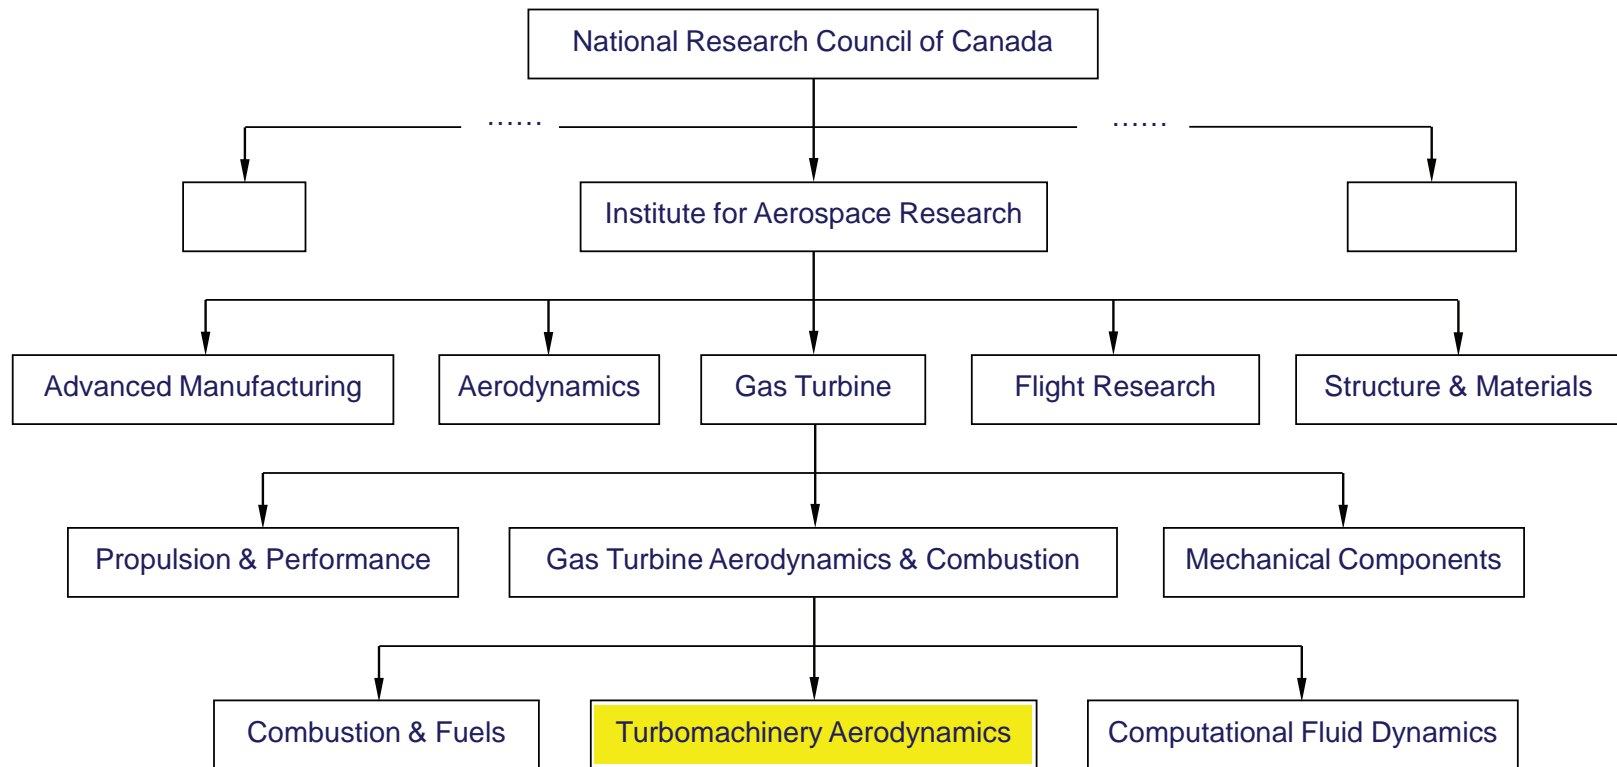 National Research Council of Canada
...... ......
Institute for Aerospace Research
Advanced Manufacturing Aerodynamics Gas Turbine Flight Research Structure & Materials
Propulsion & Performance Gas Turbine Aerodynamics & Combustion Mechanical Components
Combustion & Fuels Turbomachinery Aerodynamics Computational Fluid Dynamics